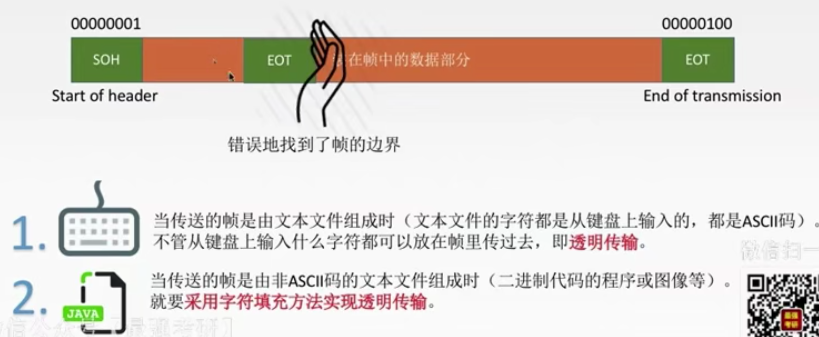 00000001
00000100
SOH
EOT
在帧中的数据部分
EOT
Start of header
End of transmission
错误地找到了帧的边界
1.
当传送的帧是由文本文件组成时（文本文件的字符都是从键盘上输入的，都是ASCII码）。
不管从键盘上输入什么字符都可以放在帧里传过去，即透明传输。
微信扫一
2.
JAVA
当传送的帧是由非ASCII码的文本文件组成时（二进制代码的程序或图像等）。
就要采用字符填充方法实现透明传输。